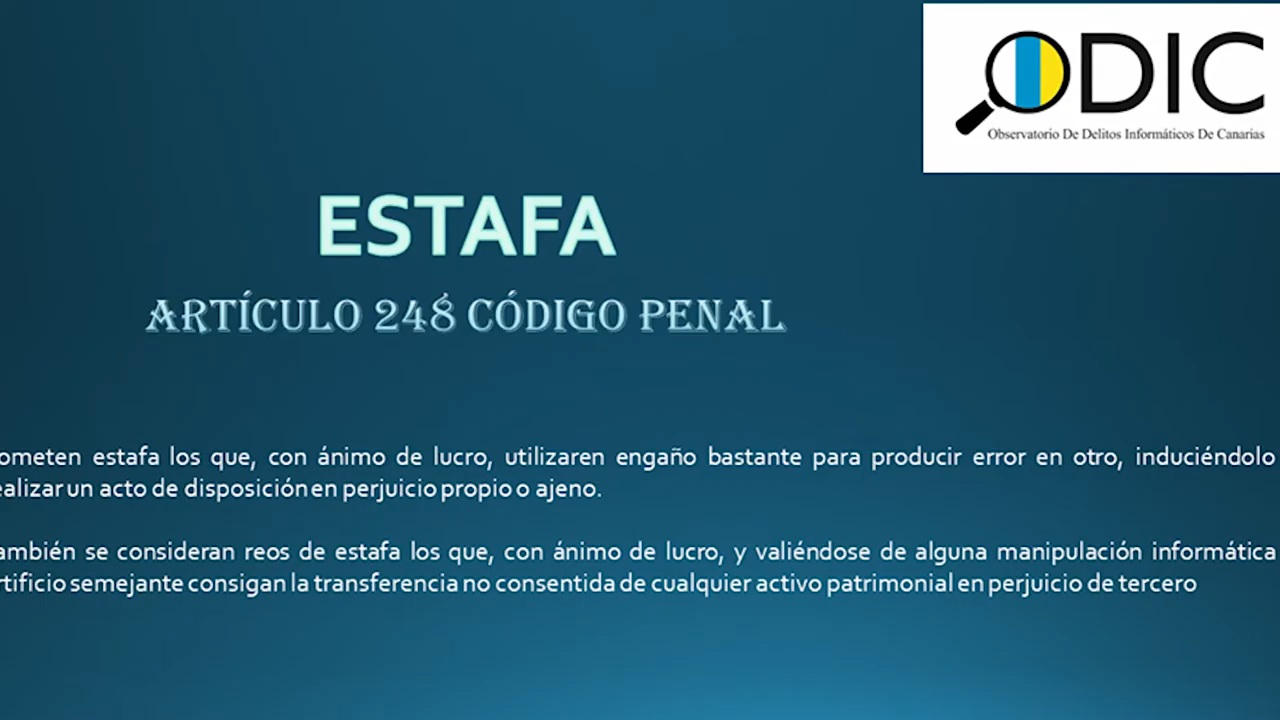 ODIC
Observatorio De Delitos Informáticos De Canarias
ESTAFA
ARTÍCULO 248 CÓDIGO PENAL
ometen estafa los que, con ánimo de lucro, utilizaren engaño bastante para producir error en otro, induciéndolo
ealizar un acto de disposición en perjuicio propio o ajeno.
ambién se consideran reos de estafa los que, con ánimo de lucro, y valiéndose de alguna manipulación informática
rtificio semejante consigan la transferencia no consentida de cualquier activo patrimonial en perjuicio de tercero